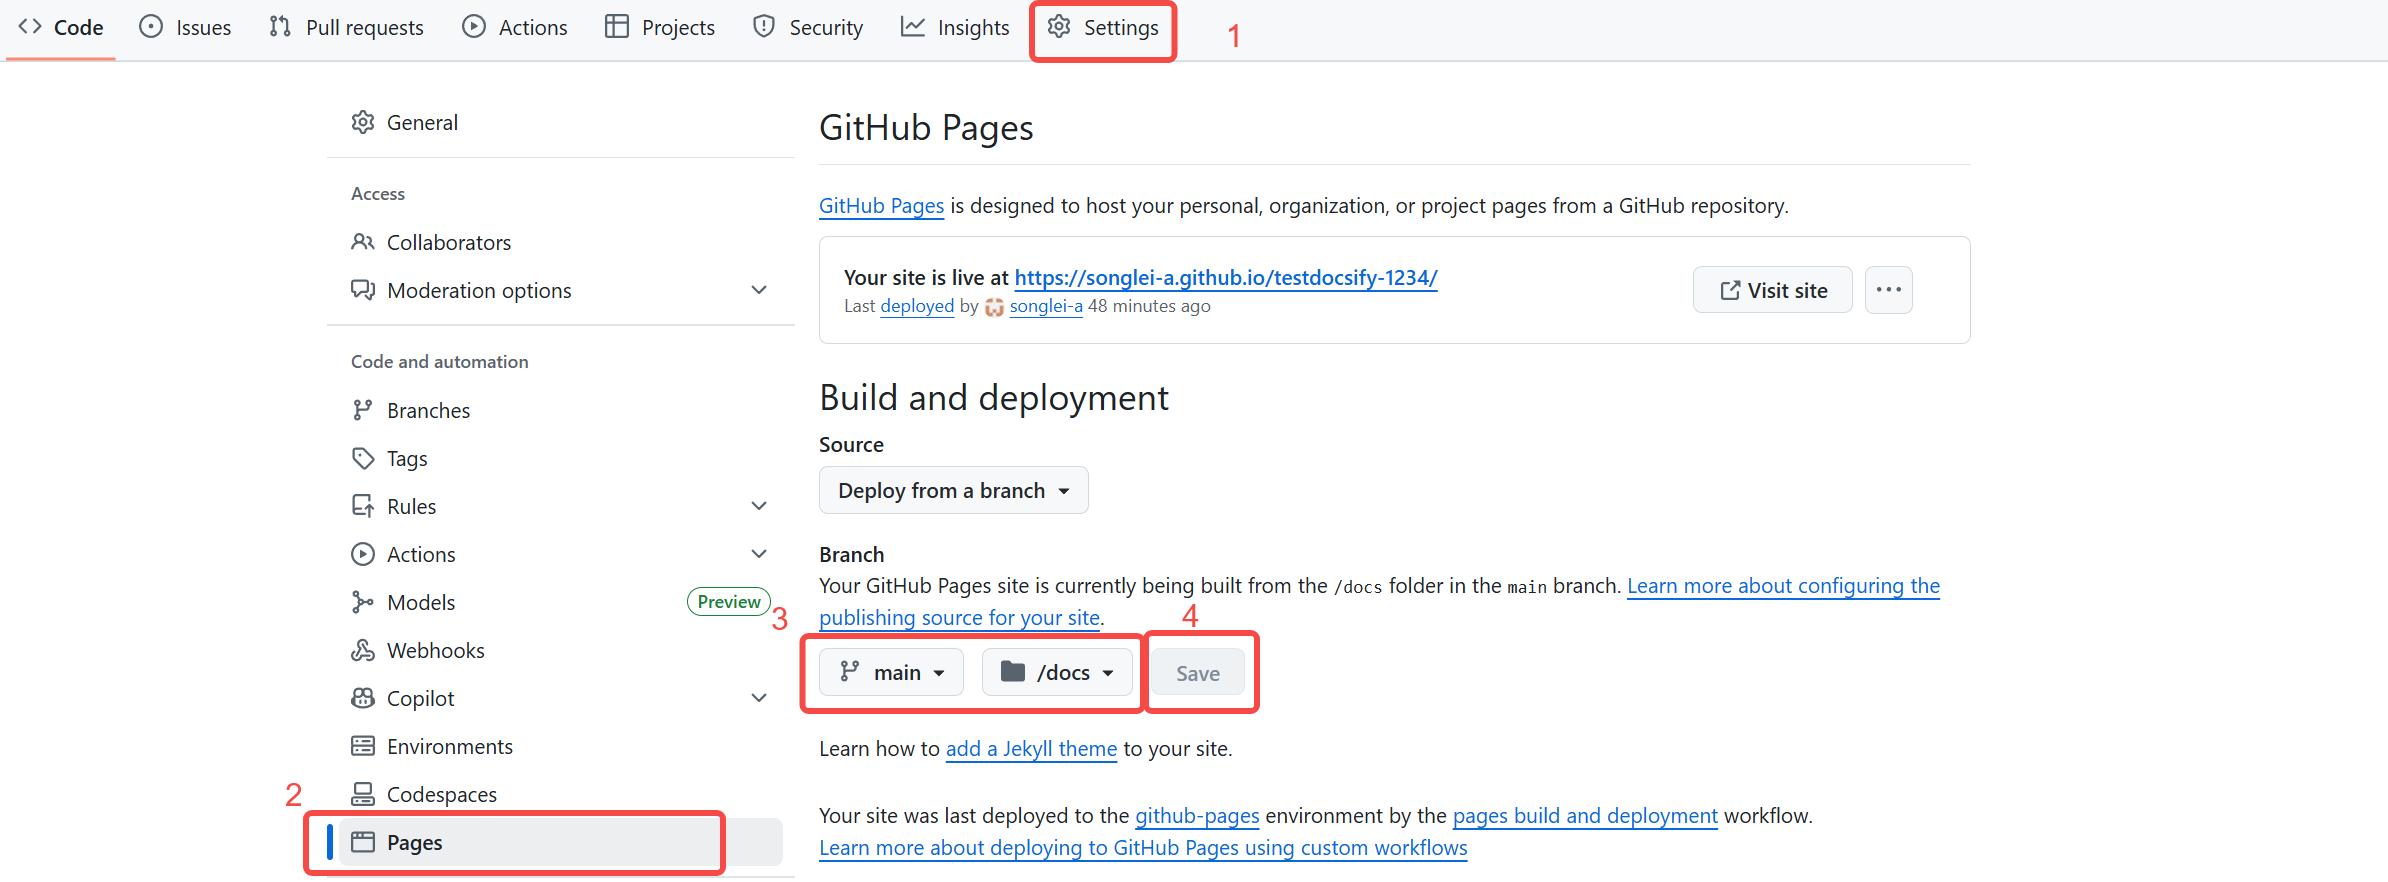 Code Issues Pull requests Actions Projects Security Insights Settings 1
General
Access
Collaborators
Moderation options
Code and automation
Branches
Tags
Rules
Actions
Models Preview
Webhooks
Copilot
Environments
Codespaces
2
Pages
GitHub Pages
GitHub Pages is designed to host your personal, organization, or project pages from a GitHub repository.
Your site is live at https://songlei-a.github.io/testdocsify-1234/
Last deployed by songlei-a 48 minutes ago
Visit site
Build and deployment
Source
Deploy from a branch
Branch
Your GitHub Pages site is currently being built from the /docs folder in the main branch. Learn more about configuring the
publishing source for your site.
3
4
main /docs Save
Learn how to add a Jekyll theme to your site.
Your site was last deployed to the github-pages environment by the pages build and deployment workflow.
Learn more about deploying to GitHub Pages using custom workflows